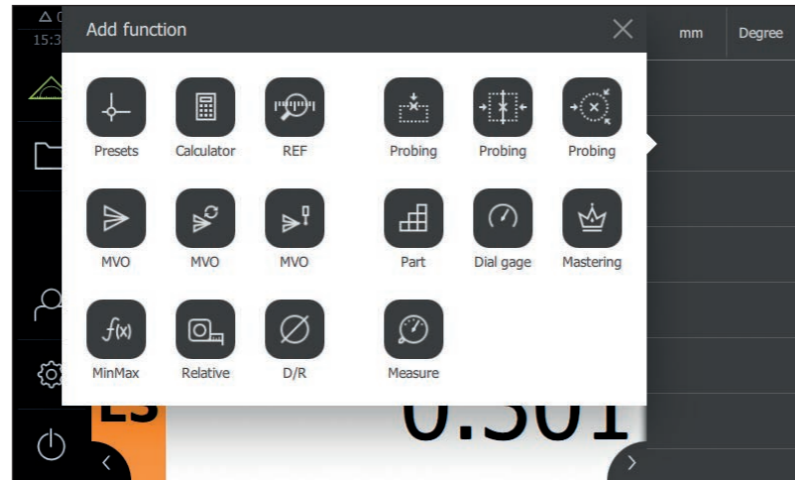 Add function
mm Degree
Presets Calculator REF Probing Probing Probing
MVO MVO MVO Part Dial gage Mastering
f(x)
MinMax Relative D/R Measure
0.301